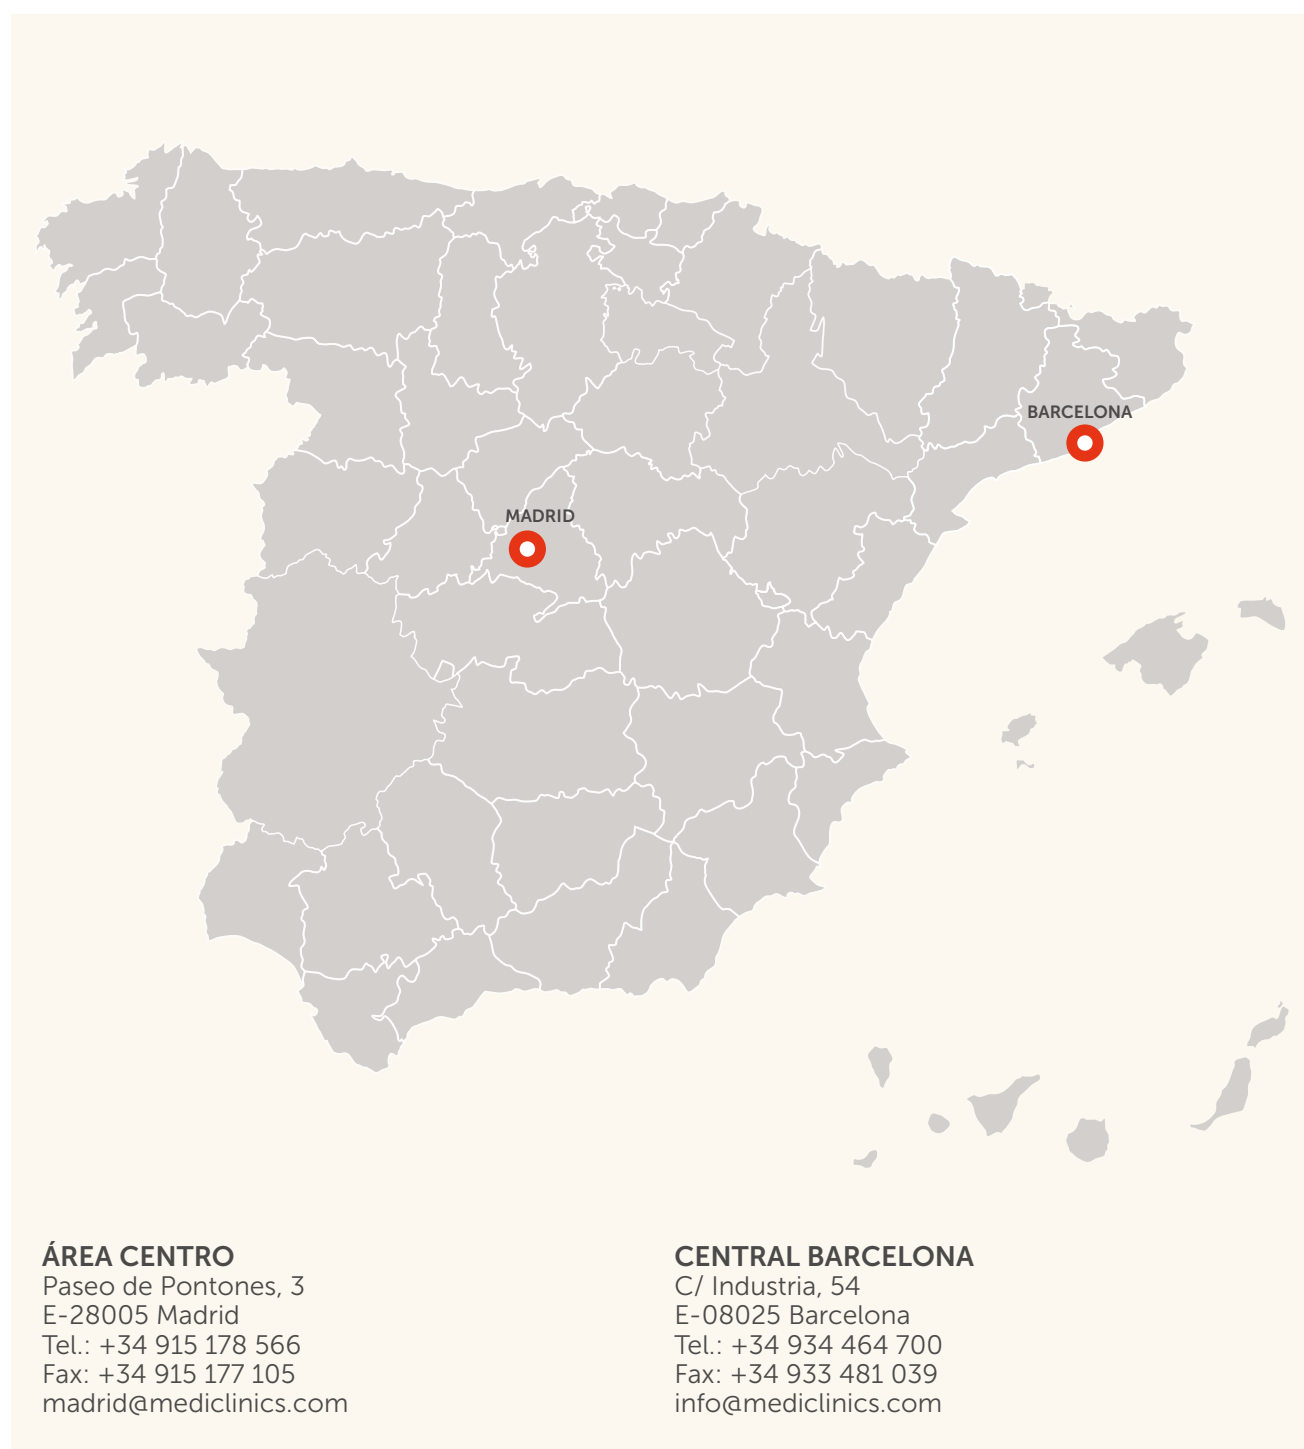 BARCELONA
MADRID
ÁREA CENTRO
Paseo de Pontones, 3
E-28005 Madrid
Tel.: +34 915 178 566
Fax: +34 915 177 105
madrid@mediclinics.com
CENTRAL BARCELONA
C/ Industria, 54
E-08025 Barcelona
Tel.: +34 934 464 700
Fax: +34 933 481 039
info@mediclinics.com